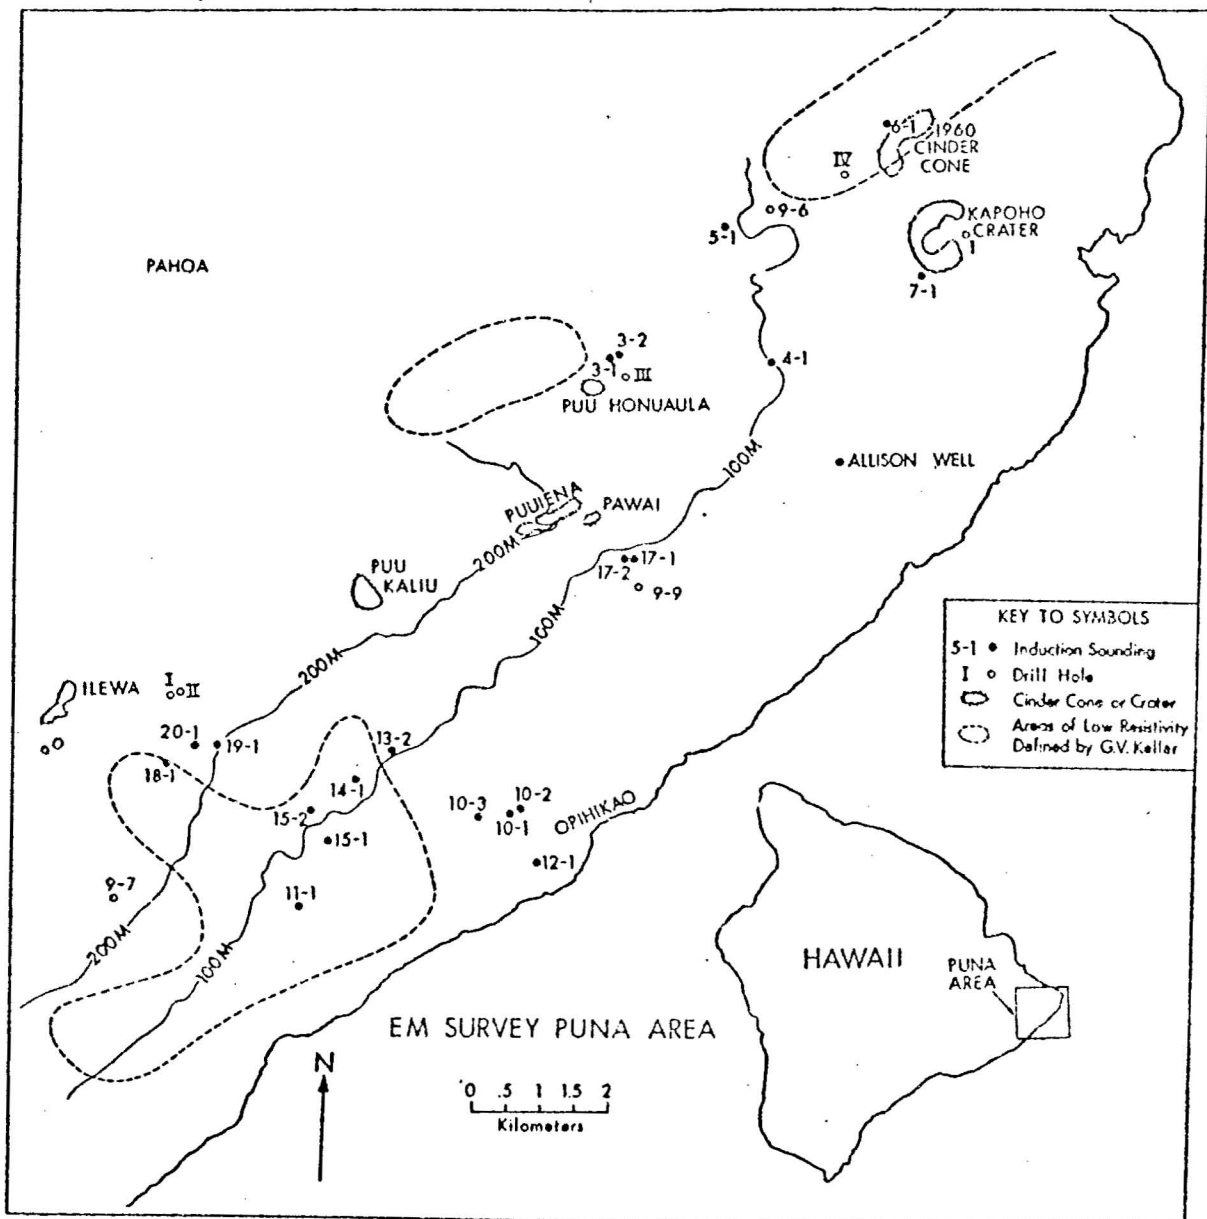 6-1
1960
CINDER
CONE
IV
9-6
5-1
KAPOHO
CRATER
I
7-1
PAHOA
3-2
3-1
III
4-1
PUU HONUAULA
100M
ALLISON WELL
PUUIENA
PAWAI
200M
PUU
KALIU
17-1
17-2
9-9
100M
KEY TO SYMBOLS
5-1 Induction Sounding
I Drill Hole
Cinder Cone or Crater
Areas of Low Resistivity
Defined by G.V. Kellar
200M
ILEWA
I
II
20-1
19-1
18-1
13-2
14-1
15-2
15-1
10-3
10-2
10-1
PIHIKAO
12-1
9-7
11-1
200M
100M
HAWAII
PUNA
AREA
EM SURVEY PUNA AREA
N
0 .5 1 1.5 2
Kilometers